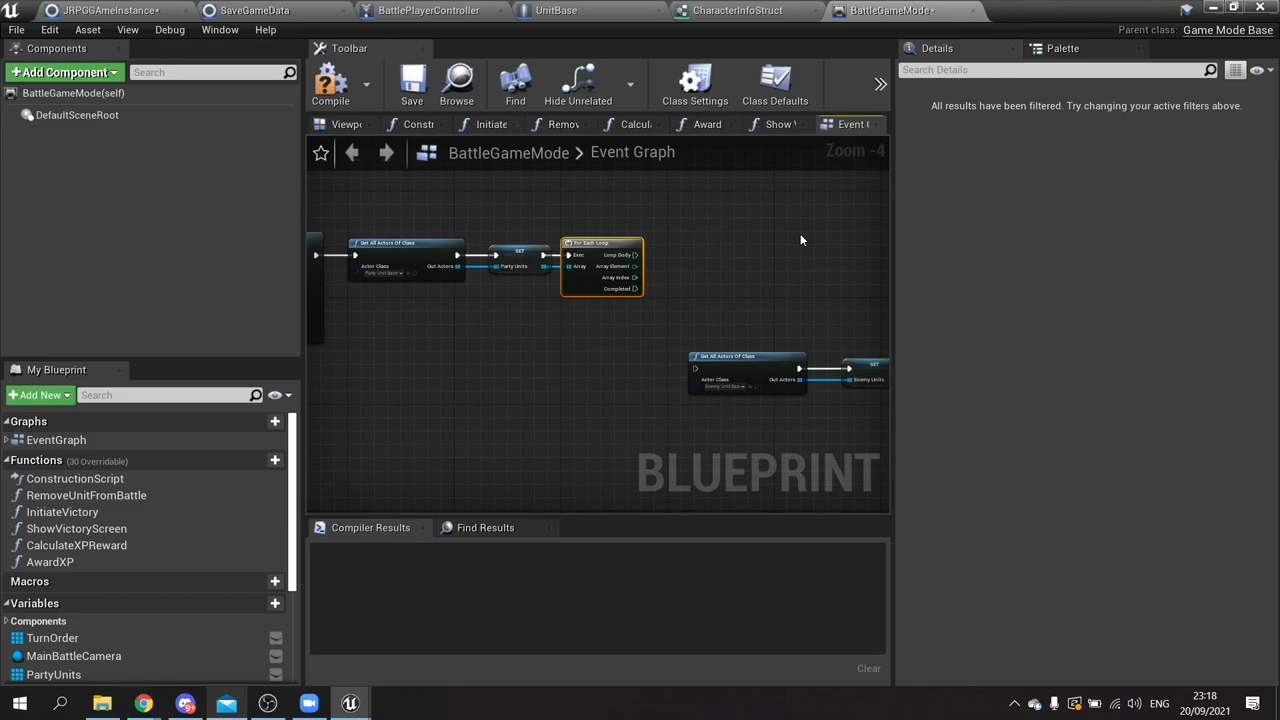 JRPGGAmeInstance*
SaveGameData
BattlePlayerController
UnitBase
CharacterInfoStruct
BattleGameMode*
File
Edit
Asset
View
Debug
Window
Help
Parent class: Game Mode Base
Components
+Add Component
Search
BattleGameMode(self)
DefaultSceneRoot
Toolbar
Compile
Save
Browse
Find
Hide Unrelated
Class Settings
Class Defaults
Viewp
Constr
Initiate
Remov
Calcul
Award
Show V
Event G
BattleGameMode > Event Graph
Zoom -4
Get All Actors Of Class
Actor Class
Party Unit Base
Out Actors
SET
Party Units
For Each Loop
Exec
Loop Body
Array Element
Array
Array Index
Completed
Get All Actors Of Class
Actor Class
Enemy Unit Bas
Out Actors
SET
Enemy Units
BLUEPRINT
Compiler Results
Find Results
Clear
Details
Palette
Search Details
All results have been filtered. Try changing your active filters above.
My Blueprint
+Add New
Search
Graphs
EventGraph
Functions (30 Overridable)
ConstructionScript
RemoveUnitFromBattle
InitiateVictory
ShowVictoryScreen
CalculateXPReward
AwardXP
Macros
Variables
Components
TurnOrder
MainBattleCamera
PartyUnits
ENG
23:18
20/09/2021